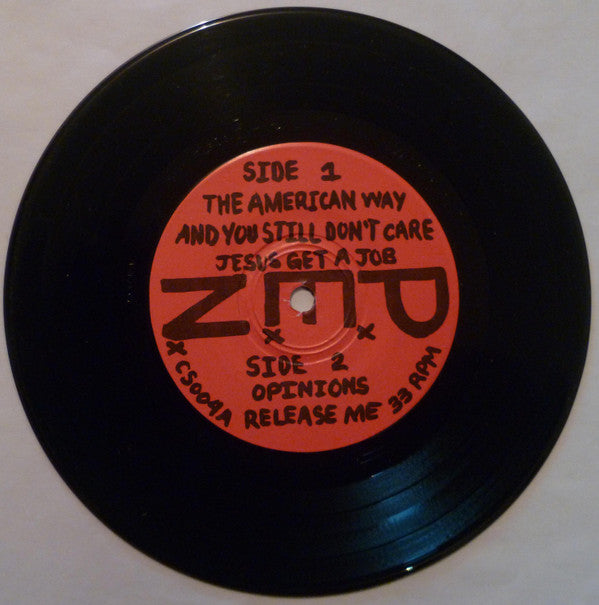 SIDE 1
THE AMERICAN WAY
AND YOU STILL DON'T CARE
JESUS GET A JOB
PxExNx
SIDE 2
OPINIONS
RELEASE ME
CS004A
33 RPM